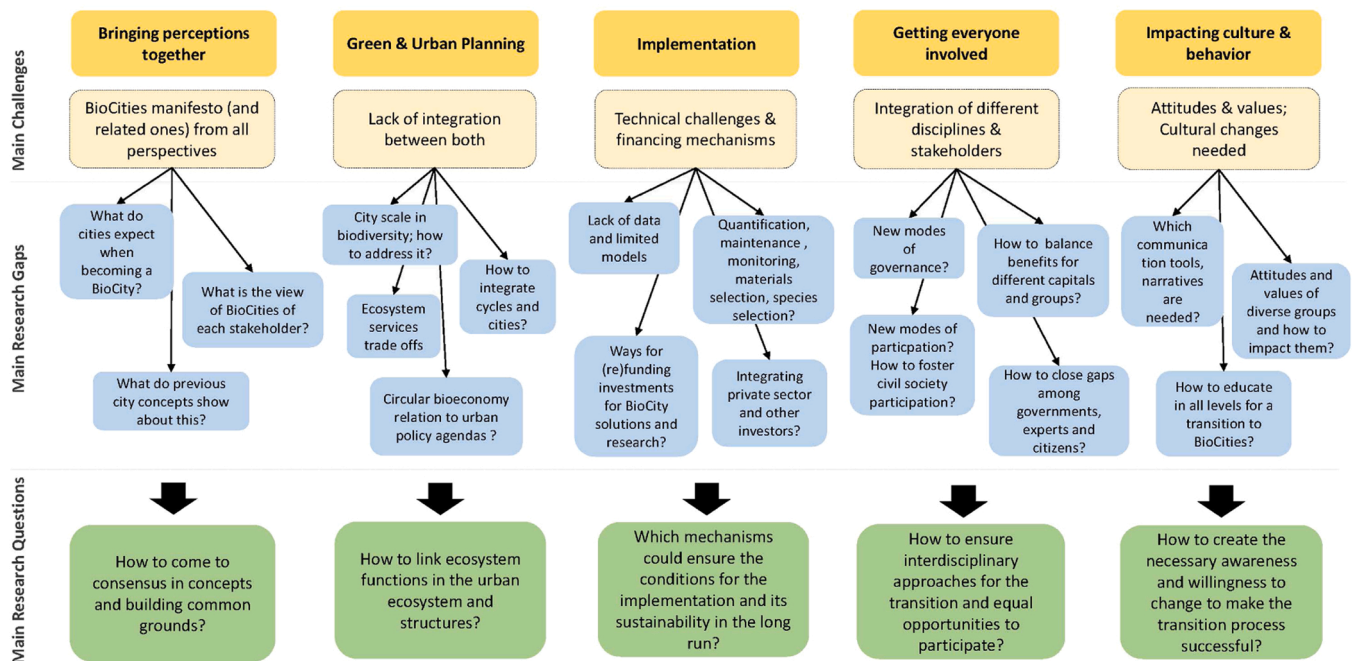 Main Challenges
Bringing perceptions
together
Green & Urban Planning
Implementation
Getting everyone
involved
Impacting culture &
behavior
BioCities manifesto (and
related ones) from all
perspectives
Lack of integration
between both
Technical challenges &
financing mechanisms
Integration of different
disciplines &
stakeholders
Attitudes & values;
Cultural changes
needed
Main Research Gaps
What do
cities expect
when
becoming a
BioCity?
What is the view
of BioCities of
each stakeholder?
What do previous
city concepts show
about this?
City scale in
biodiversity; how
to address it?
Ecosystem
services
trade offs
How to
integrate
cycles and
cities?
Circular bioeconomy
relation to urban
policy agendas ?
Lack of data
and limited
models
Quantification,
maintenance ,
monitoring,
materials
selection, species
selection?
Ways for
(re)funding
investments
for BioCity
solutions and
research?
Integrating
private sector
and other
investors?
New modes
of
governance?
How to balance
benefits for
different capitals
and groups?
New modes of
particpation?
How to foster
civil society
participation?
How to close gaps
among
governments,
experts and
citizens?
Which
communica
tion tools,
narratives
are
needed?
Attitudes and
values of
diverse groups
and how to
impact them?
How to educate
in all levels for a
transition to
BioCities?
Main Research Questions
How to come to
consensus in concepts
and building common
grounds?
How to link ecosystem
functions in the urban
ecosystem and
structures?
Which mechanisms
could ensure the
conditions for the
implementation and its
sustainability in the long
run?
How to ensure
interdisciplinary
approaches for the
transition and equal
opportunities to
participate?
How to create the
necessary awareness
and willingness to
change to make the
transition process
successful?